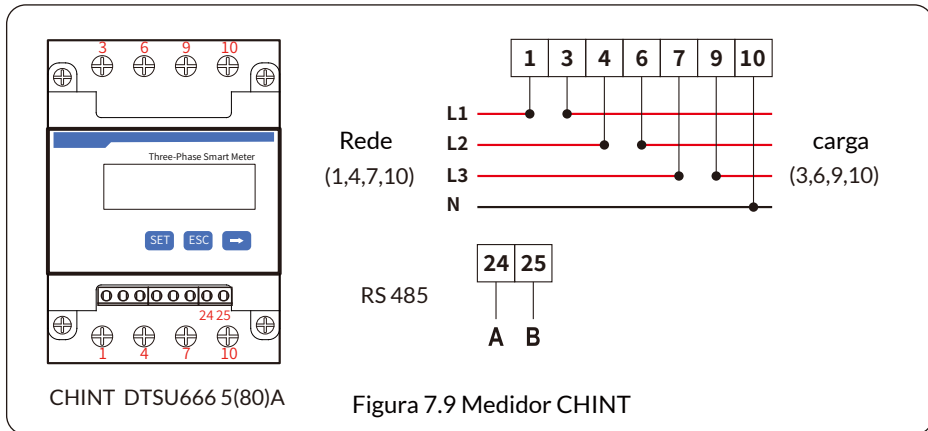 3 6 9 10
Three-Phase Smart Meter
SET ESC
24 25
1 4 7 10
CHINT DTSU666 5(80)A
1 3 4 6 7 9 10
L1
L2
L3
N
Rede
(1,4,7,10)
carga
(3,6,9,10)
24 25
RS 485
A B
Figura 7.9 Medidor CHINT